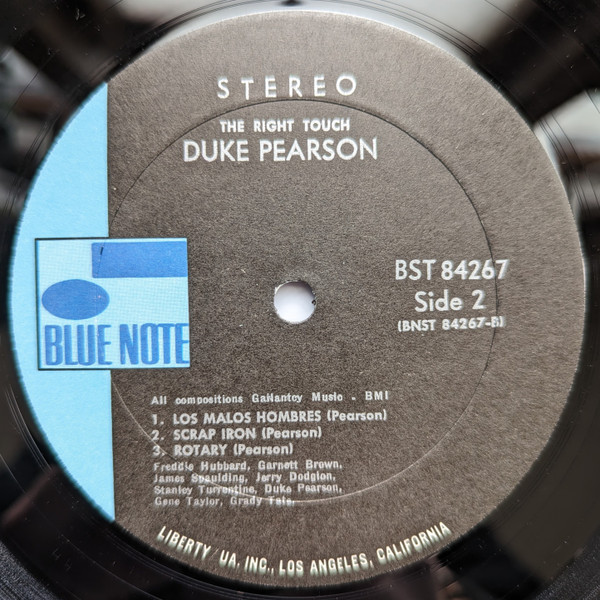 STEREO
THE RIGHT TOUCH
DUKE PEARSON
BST 84267
Side 2
(BNST 84267-B)
BLUE NOTE
All compositions Gallantcy Music - BMI
1. LOS MALOS HOMBRES (Pearson)
2. SCRAP IRON (Pearson)
3. ROTARY (Pearson)
Freddie Hubbard, Garnett Brown,
James Spaulding, Jerry Dodgion,
Stanley Turrentine, Duke Pearson,
Gene Taylor, Grady Tate.
LIBERTY/UA, INC., LOS ANGELES, CALIFORNIA